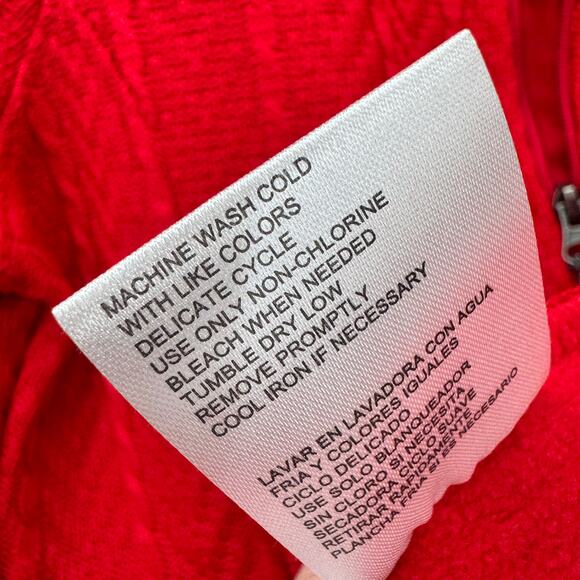 MACHINE WASH COLD
WITH LIKE COLORS
DELICATE CYCLE
USE ONLY NON-CHLORINE
BLEACH WHEN NEEDED
TUMBLE DRY LOW
REMOVE PROMPTLY
COOL IRON IF NECESSARY
LAVAR EN LAVADORA CON AGUA
FRIA Y COLORES IGUALES
CICLO DELICADO
USE SOLO BLANQUEADOR
SIN CLORO SI NECESITA
SECADORA CICLO SUAVE
RETIRAR RAPIDAMENTE
PLANCHA FRIA SI ES NECESARIO